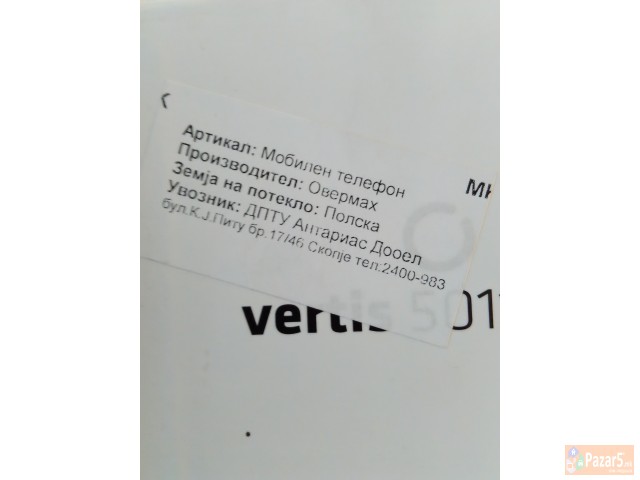 Артикал: Мобилен телефон
Производител: Овермах
Земја на потекло: Полска
Увозник: ДПТУ Антариас Дооел
бул.К.Ј.Питу бр.17/46 Скопје тел:2400-983
vertis 501
Pazar5